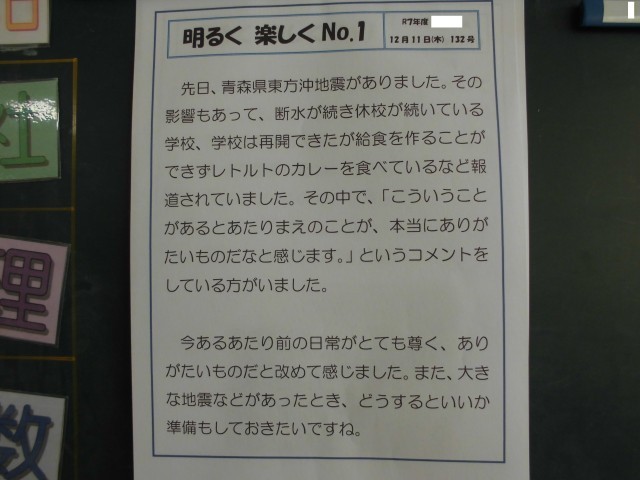 明るく 楽しくNo.1
R7年度
12月11日(木) 132号
先日、青森県東方沖地震がありました。その
影響もあって、断水が続き休校が続いている
学校、学校は再開できたが給食を作ることが
できずレトルトのカレーを食べているなど報
道されていました。その中で、「こういうこと
があるとあたりまえのことが、本当にありが
たいものだなと感じます。」というコメントを
している方がいました。
今あるあたり前の日常がとても尊く、あり
がたいものだと改めて感じました。また、大き
な地震などがあったとき、どうするといいか
準備もしておきたいですね。
社
理
数